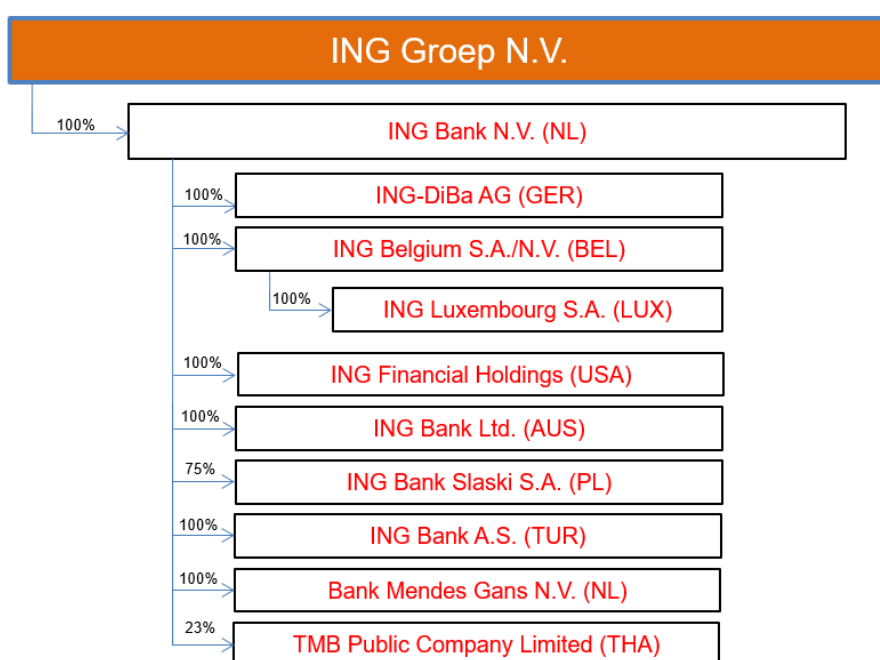 ING Groep N.V.
100%
ING Bank N.V. (NL)
100%
ING-DiBa AG (GER)
100%
ING Belgium S.A./N.V. (BEL)
100%
ING Luxembourg S.A. (LUX)
100%
ING Financial Holdings (USA)
100%
ING Bank Ltd. (AUS)
75%
ING Bank Slaski S.A. (PL)
100%
ING Bank A.S. (TUR)
100%
Bank Mendes Gans N.V. (NL)
23%
TMB Public Company Limited (THA)